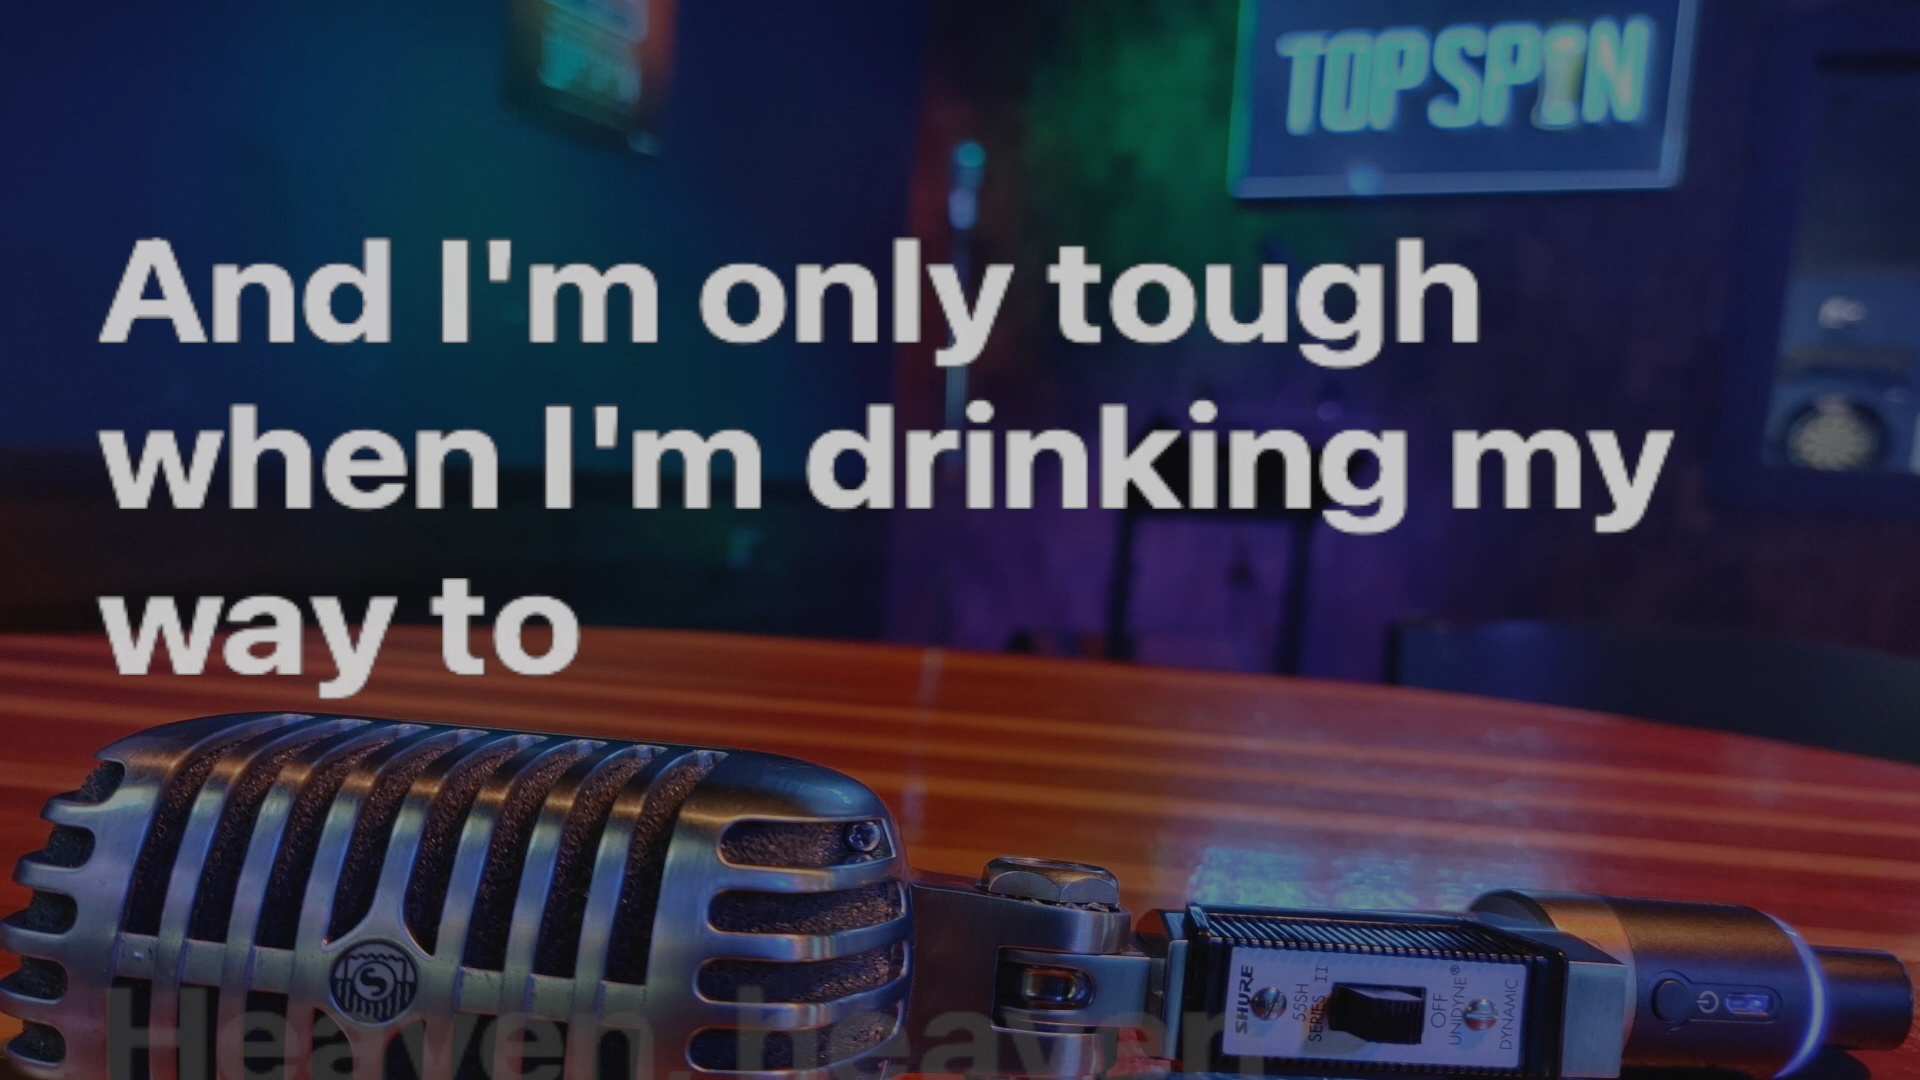 TOPSPIN
And I'm only tough
when I'm drinking my
way to
Heaven, heaven
SHURE
55SH
SERIES II
OFF
UNIDYNE®
DYNAMIC